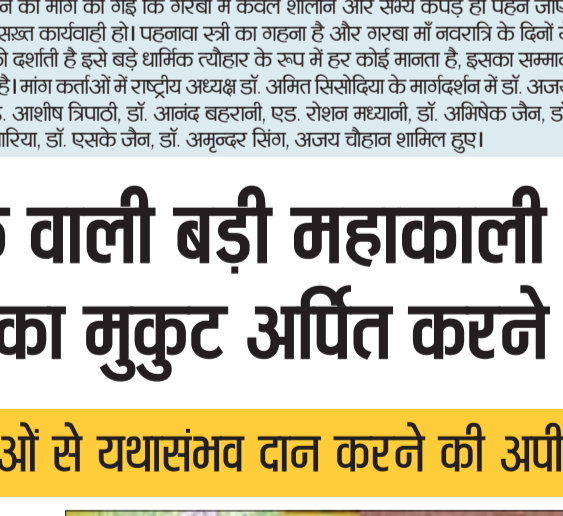 की मांग की गई कि गरबा में केवल शालीन और सभ्य कपड़े ही पहने जाएं
सख़्त कार्यवाही हो। पहनावा स्त्री का गहना है और गरबा माँ नवरात्रि के दिनों
दर्शाती है इसे बड़े धार्मिक त्यौहार के रूप में हर कोई मानता है, इसका सम्मान
है। मांग कर्ताओं में राष्ट्रीय अध्यक्ष डॉ. अमित सिसोदिया के मार्गदर्शन में डॉ. अजय
आशीष त्रिपाठी, डॉ. आनंद बहरानी, एड. रोशन मध्यानी, डॉ. अभिषेक जैन, डॉ
रिया, डॉ. एसके जैन, डॉ. अमृन्दर सिंग, अजय चौहान शामिल हुए।
वाली बड़ी महाकाली
का मुकुट अर्पित करने
ओं से यथासंभव दान करने की अपी